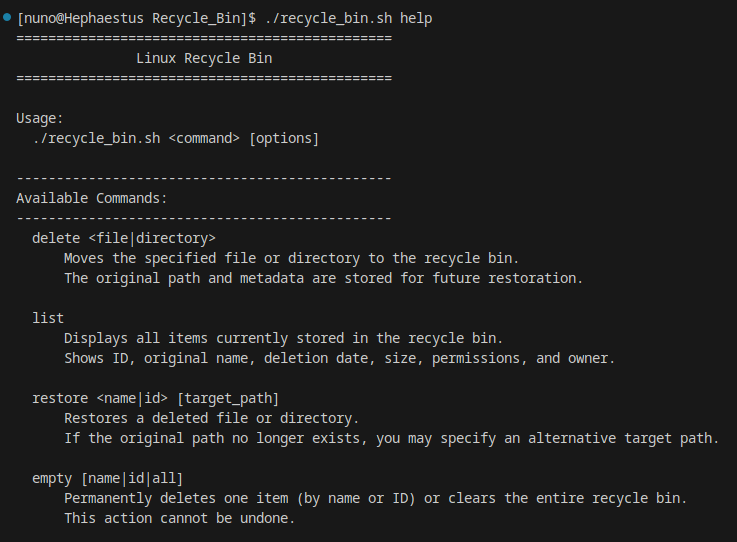 [nuno@Hephaestus Recycle_Bin]$ ./recycle_bin.sh help
===============================================
Linux Recycle Bin
===============================================
Usage:
./recycle_bin.sh <command> [options]
-----------------------------------------------
Available Commands:
-----------------------------------------------
delete <file|directory>
Moves the specified file or directory to the recycle bin.
The original path and metadata are stored for future restoration.
list
Displays all items currently stored in the recycle bin.
Shows ID, original name, deletion date, size, permissions, and owner.
restore <name|id> [target_path]
Restores a deleted file or directory.
If the original path no longer exists, you may specify an alternative target path.
empty [name|id|all]
Permanently deletes one item (by name or ID) or clears the entire recycle bin.
This action cannot be undone.